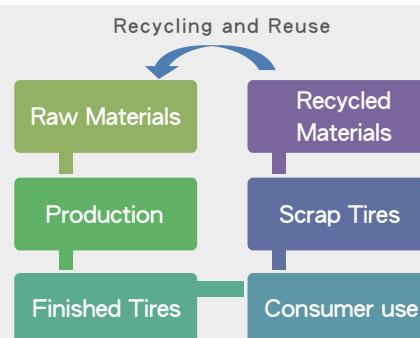 Recycling and Reuse
Raw Materials
Recycled
Materials
Production
Scrap Tires
Finished Tires
Consumer use